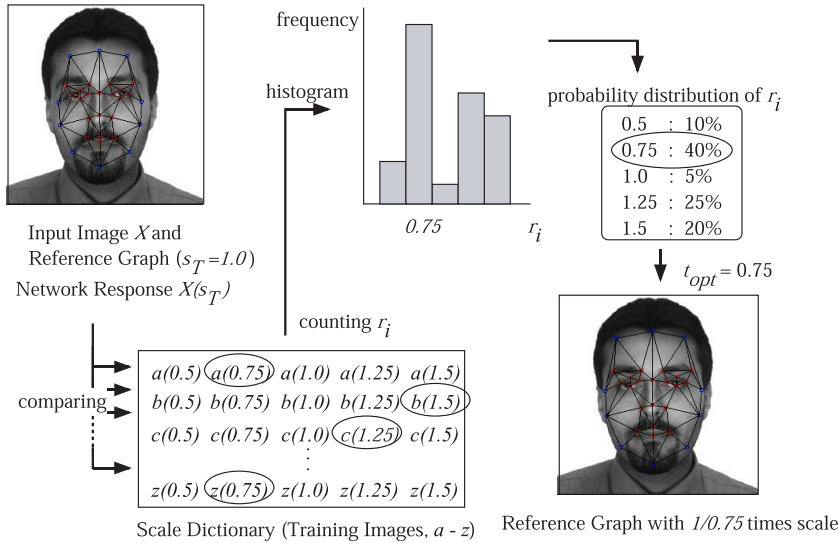 Input Image X and
Reference Graph (s_T=1.0)
Network Response X(s_T)
comparing
a(0.5) a(0.75) a(1.0) a(1.25) a(1.5)
b(0.5) b(0.75) b(1.0) b(1.25) b(1.5)
c(0.5) c(0.75) c(1.0) c(1.25) c(1.5)
⋮
z(0.5) z(0.75) z(1.0) z(1.25) z(1.5)
Scale Dictionary (Training Images, a - z)
counting r_i
histogram
frequency
0.75 r_i
probability distribution of r_i
0.5 : 10%
0.75 : 40%
1.0 : 5%
1.25 : 25%
1.5 : 20%
t_opt = 0.75
Reference Graph with 1/0.75 times scale